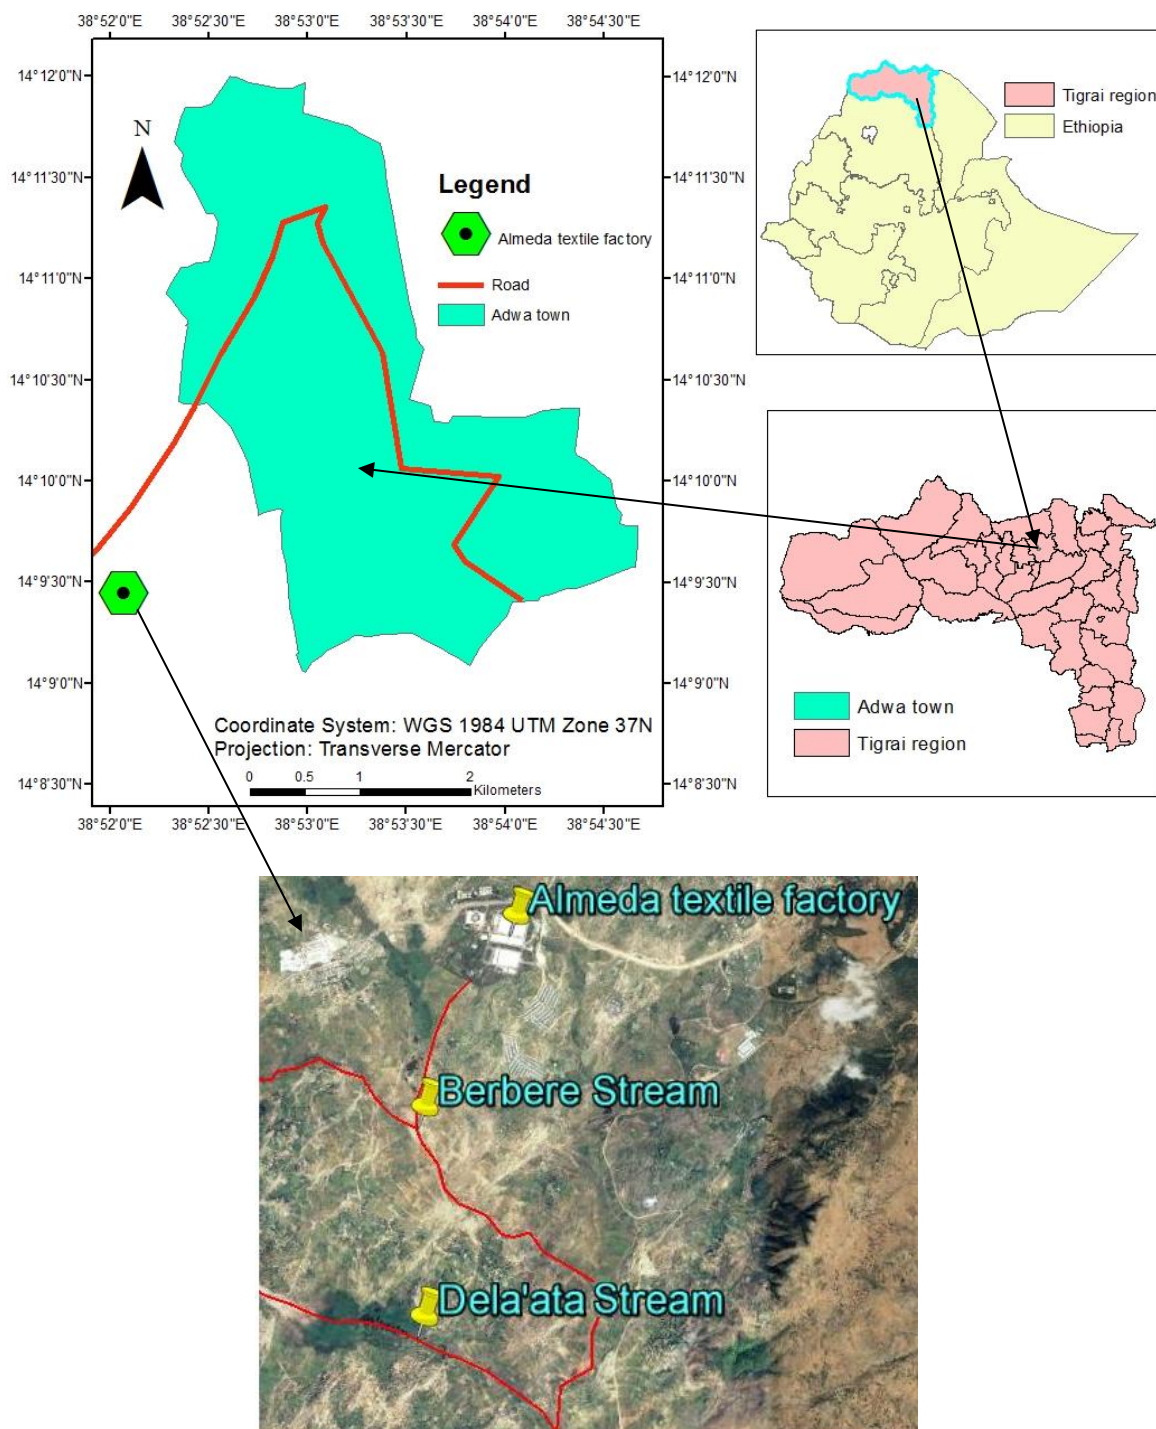 38°52'0"E 38°52'30"E 38°53'0"E 38°53'30"E 38°54'0"E 38°54'30"E
14°12'0"N
14°11'30"N
14°11'0"N
14°10'30"N
14°10'0"N
14°9'30"N
14°9'0"N
14°8'30"N
N
Legend
Almeda textile factory
Road
Adwa town
Coordinate System: WGS 1984 UTM Zone 37N
Projection: Transverse Mercator
0 0.5 1 2
Kilometers
14°12'0"N
14°11'30"N
14°11'0"N
14°10'30"N
14°10'0"N
14°9'30"N
14°9'0"N
14°8'30"N
38°52'0"E 38°52'30"E 38°53'0"E 38°53'30"E 38°54'0"E 38°54'30"E
Tigrai region
Ethiopia
Adwa town
Tigrai region
Almeda textile factory
Berbere Stream
Dela'ata Stream